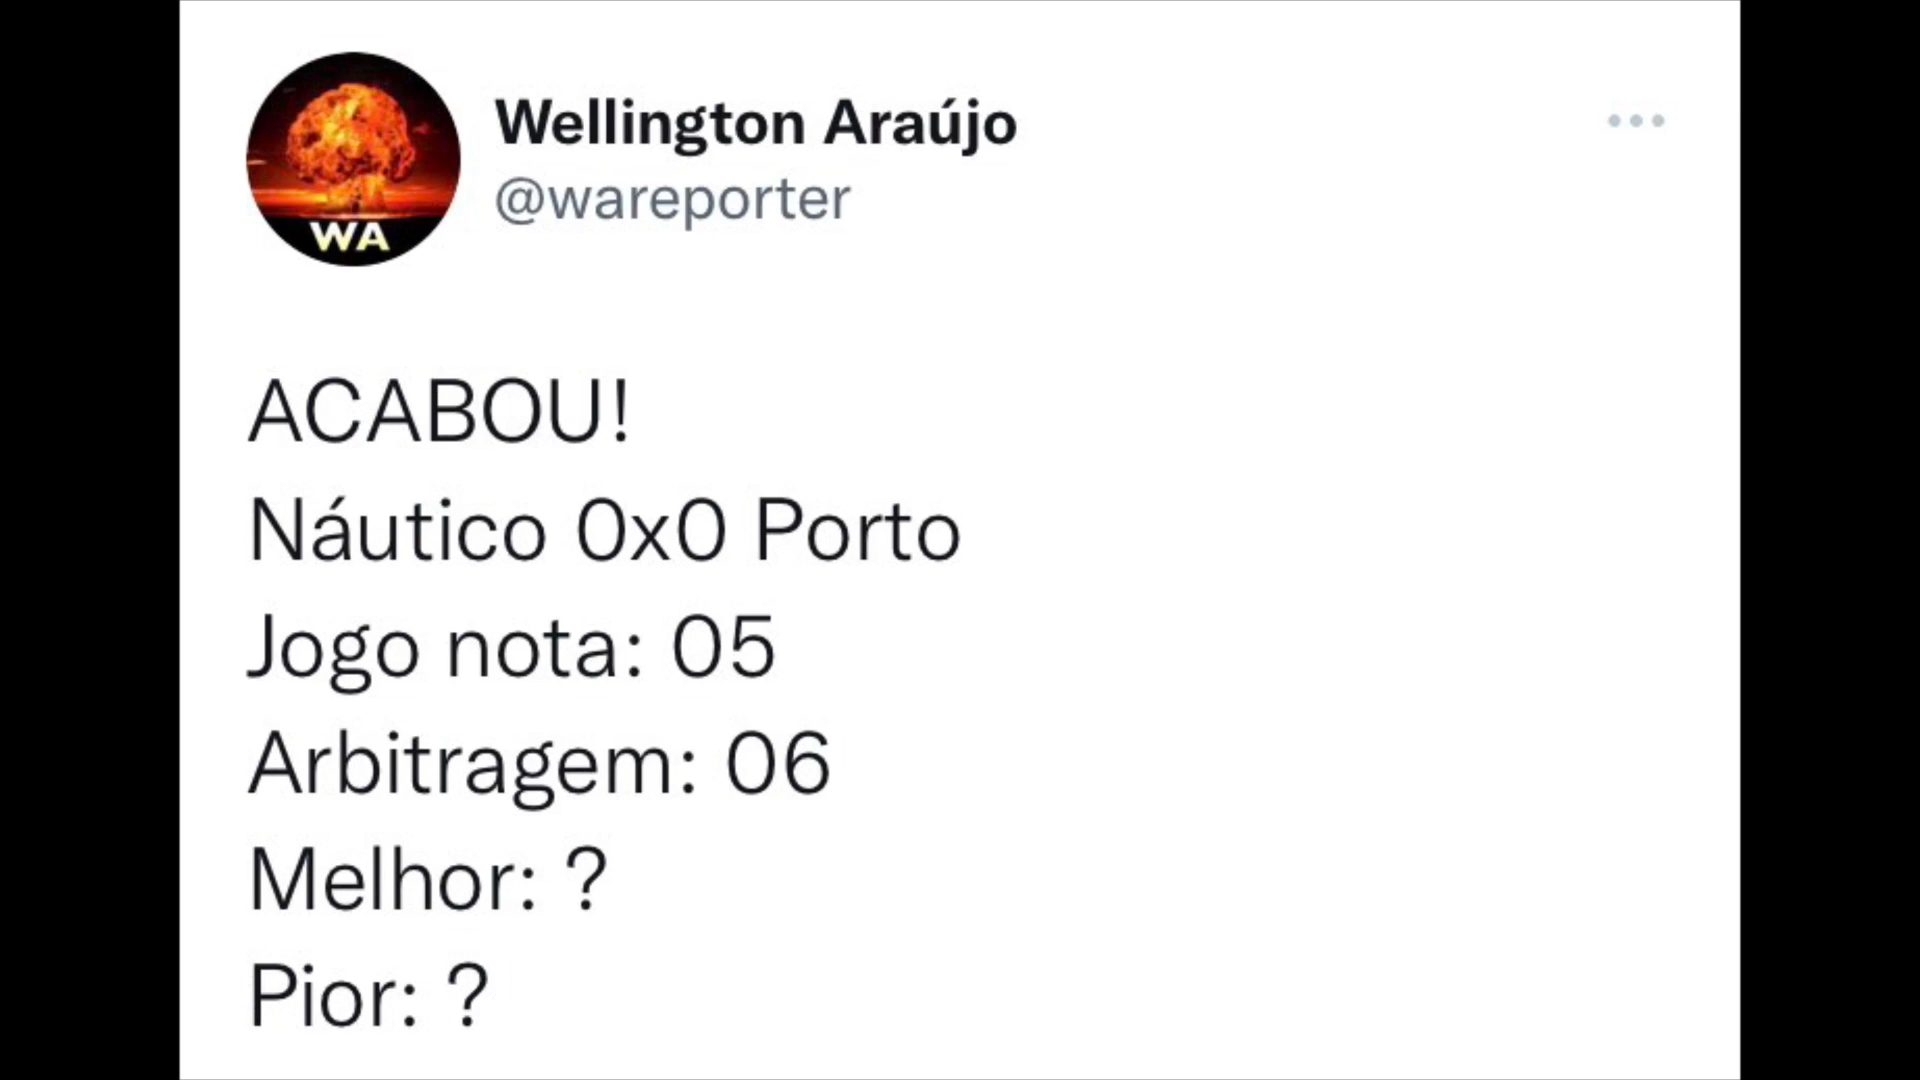 WA
Wellington Araújo
@wareporter
ACABOU!
Náutico 0x0 Porto
Jogo nota: 05
Arbitragem: 06
Melhor: ?
Pior: ?